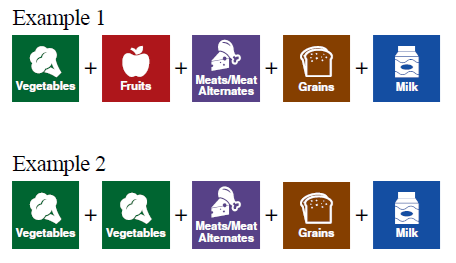 Example 1
Vegetables + Fruits + Meats/Meat Alternates + Grains + Milk
Example 2
Vegetables + Vegetables + Meats/Meat Alternates + Grains + Milk